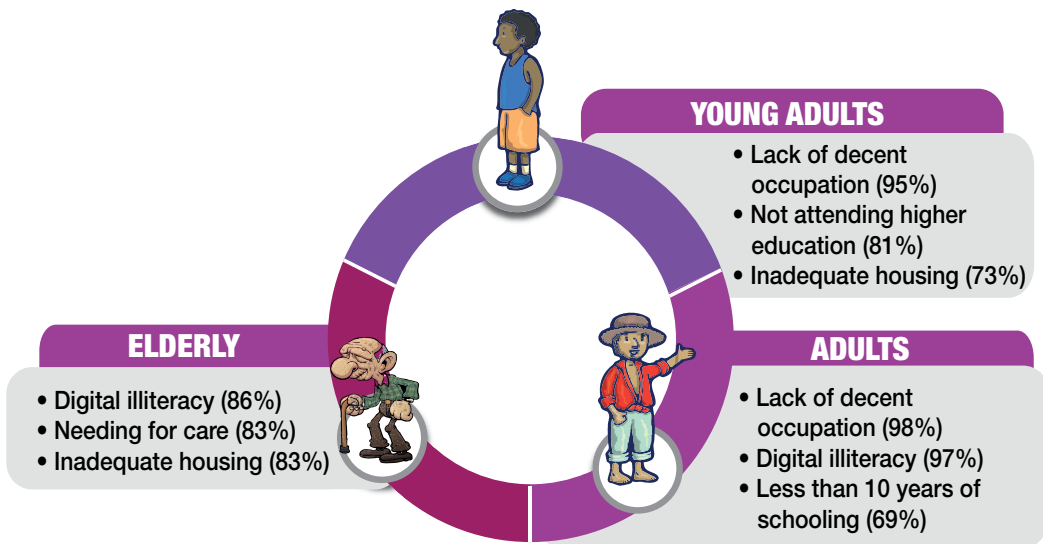 YOUNG ADULTS
• Lack of decent
occupation (95%)
• Not attending higher
education (81%)
• Inadequate housing (73%)
ELDERLY
• Digital illiteracy (86%)
• Needing for care (83%)
• Inadequate housing (83%)
ADULTS
• Lack of decent
occupation (98%)
• Digital illiteracy (97%)
• Less than 10 years of
schooling (69%)